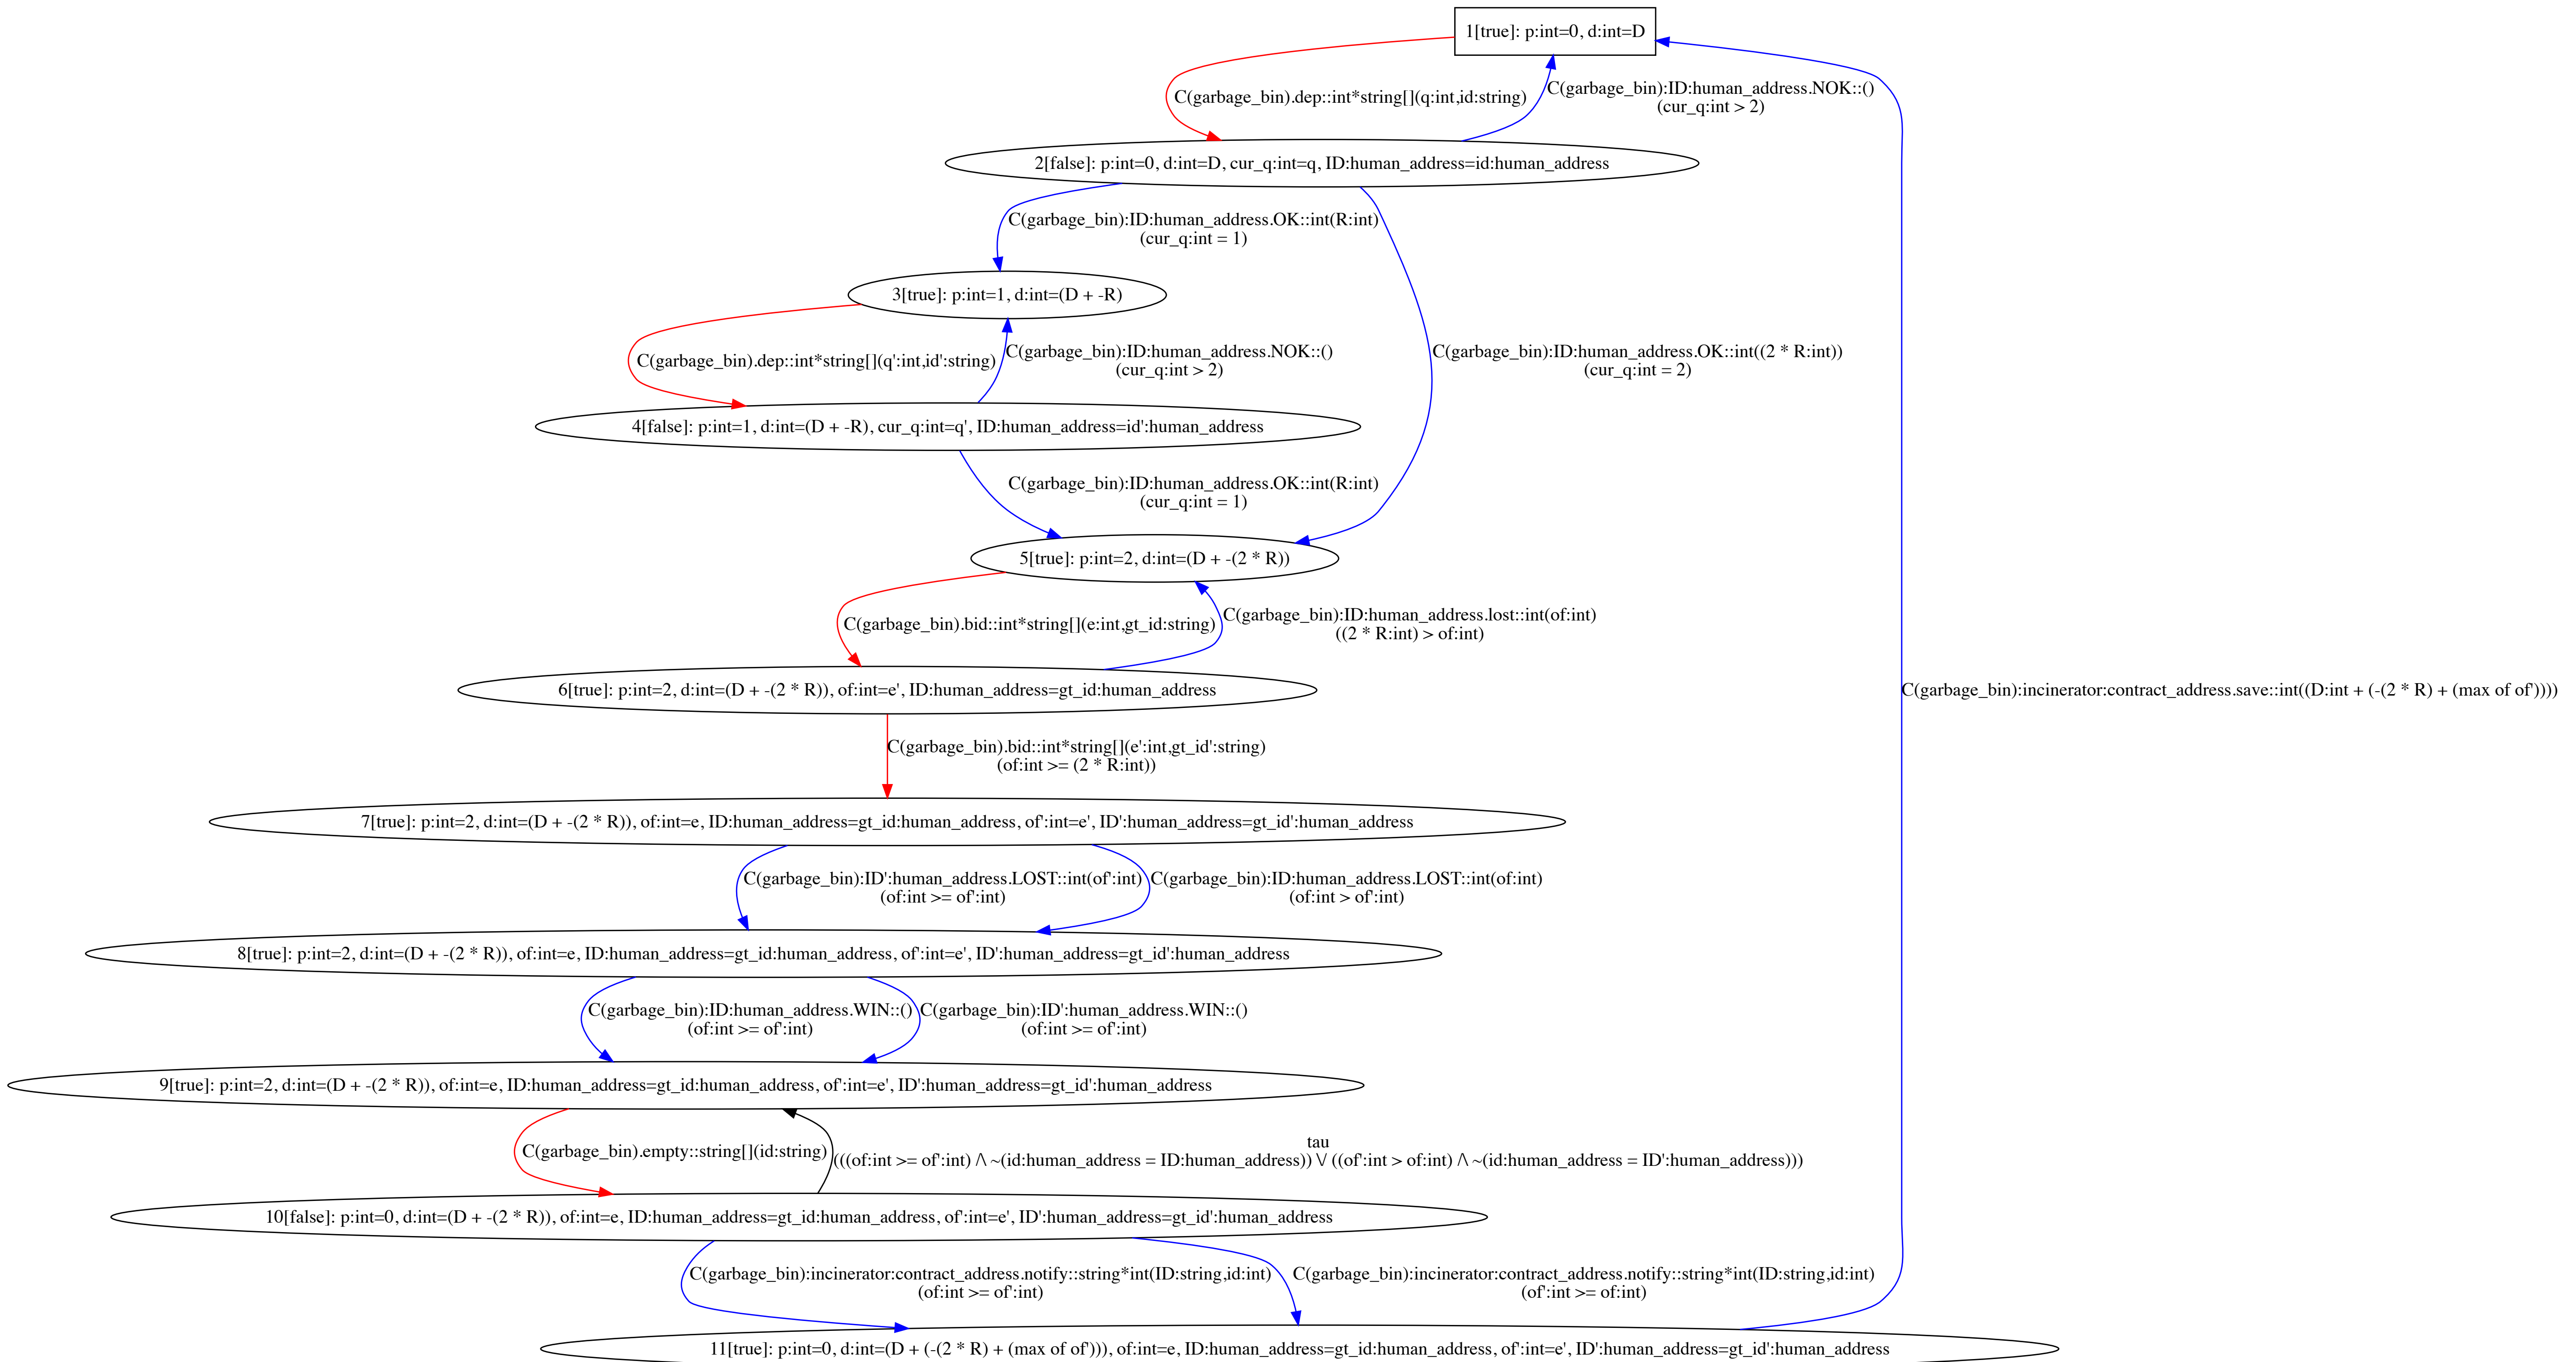 1[true]: p:int=0, d:int=D
C(garbage_bin).dep::int*string[](q:int,id:string)
C(garbage_bin):ID:human_address.NOK::()
(cur_q:int > 2)
2[false]: p:int=0, d:int=D, cur_q:int=q, ID:human_address=id:human_address
C(garbage_bin):ID:human_address.OK::int(R:int)
(cur_q:int = 1)
3[true]: p:int=1, d:int=(D + -R)
C(garbage_bin).dep::int*string[](q':int,id':string)
C(garbage_bin):ID:human_address.NOK::()
(cur_q:int > 2)
C(garbage_bin):ID:human_address.OK::int((2 * R:int))
(cur_q:int = 2)
4[false]: p:int=1, d:int=(D + -R), cur_q:int=q', ID:human_address=id':human_address
C(garbage_bin):ID:human_address.OK::int(R:int)
(cur_q:int = 1)
5[true]: p:int=2, d:int=(D + -(2 * R))
C(garbage_bin).bid::int*string[](e:int,gt_id:string)
C(garbage_bin):ID:human_address.lost::int(of:int)
((2 * R:int) > of:int)
6[true]: p:int=2, d:int=(D + -(2 * R)), of:int=e', ID:human_address=gt_id:human_address
C(garbage_bin):incinerator:contract_address.save::int((D:int + (-(2 * R) + (max of of'))))
C(garbage_bin).bid::int*string[](e':int,gt_id':string)
(of:int >= (2 * R:int))
7[true]: p:int=2, d:int=(D + -(2 * R)), of:int=e, ID:human_address=gt_id:human_address, of':int=e', ID':human_address=gt_id':human_address
C(garbage_bin):ID':human_address.LOST::int(of':int)
(of:int >= of':int)
C(garbage_bin):ID:human_address.LOST::int(of:int)
(of:int > of':int)
8[true]: p:int=2, d:int=(D + -(2 * R)), of:int=e, ID:human_address=gt_id:human_address, of':int=e', ID':human_address=gt_id':human_address
C(garbage_bin):ID:human_address.WIN::()
(of:int >= of':int)
C(garbage_bin):ID':human_address.WIN::()
(of:int >= of':int)
9[true]: p:int=2, d:int=(D + -(2 * R)), of:int=e, ID:human_address=gt_id:human_address, of':int=e', ID':human_address=gt_id':human_address
C(garbage_bin).empty::string[](id:string)
tau
(((of:int >= of':int) /\ ~(id:human_address = ID:human_address)) \/ ((of':int > of:int) /\ ~(id:human_address = ID':human_address)))
10[false]: p:int=0, d:int=(D + -(2 * R)), of:int=e, ID:human_address=gt_id:human_address, of':int=e', ID':human_address=gt_id':human_address
C(garbage_bin):incinerator:contract_address.notify::string*int(ID:string,id:int)
(of:int >= of':int)
C(garbage_bin):incinerator:contract_address.notify::string*int(ID:string,id:int)
(of':int >= of:int)
11[true]: p:int=0, d:int=(D + (-(2 * R) + (max of of'))), of:int=e, ID:human_address=gt_id:human_address, of':int=e', ID':human_address=gt_id':human_address